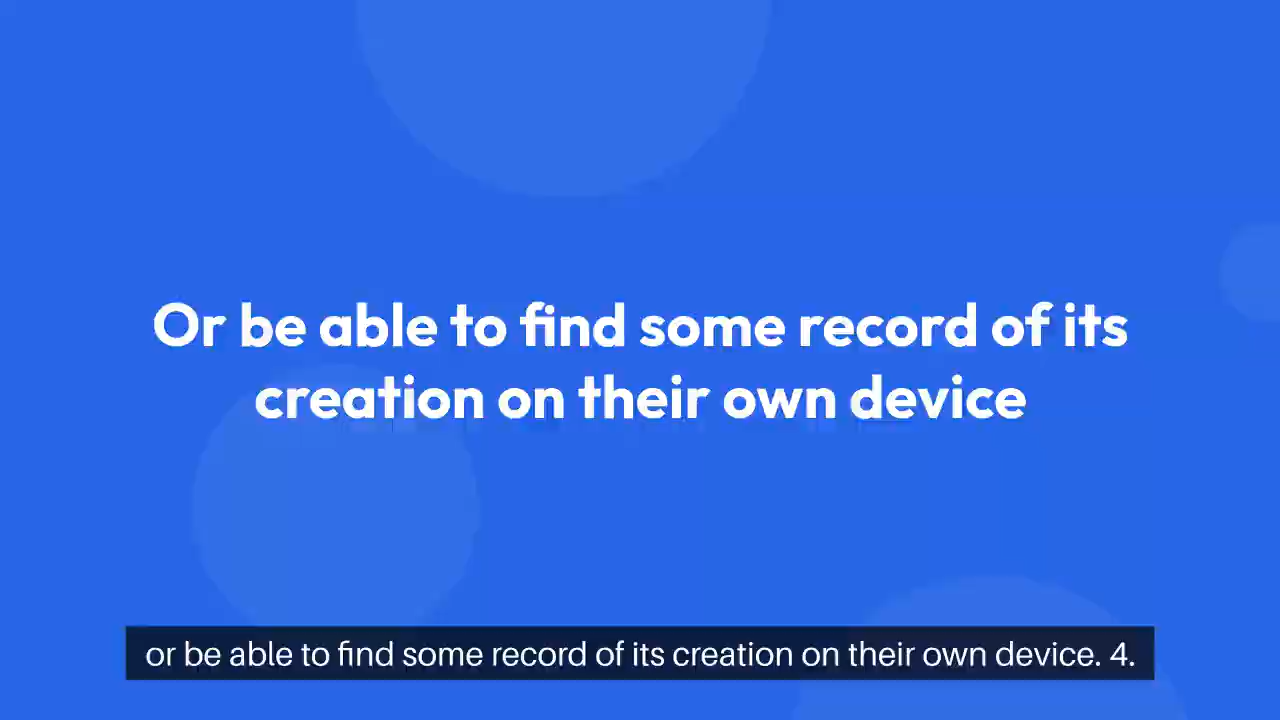 Or be able to find some record of its
creation on their own device
or be able to find some record of its creation on their own device. 4.